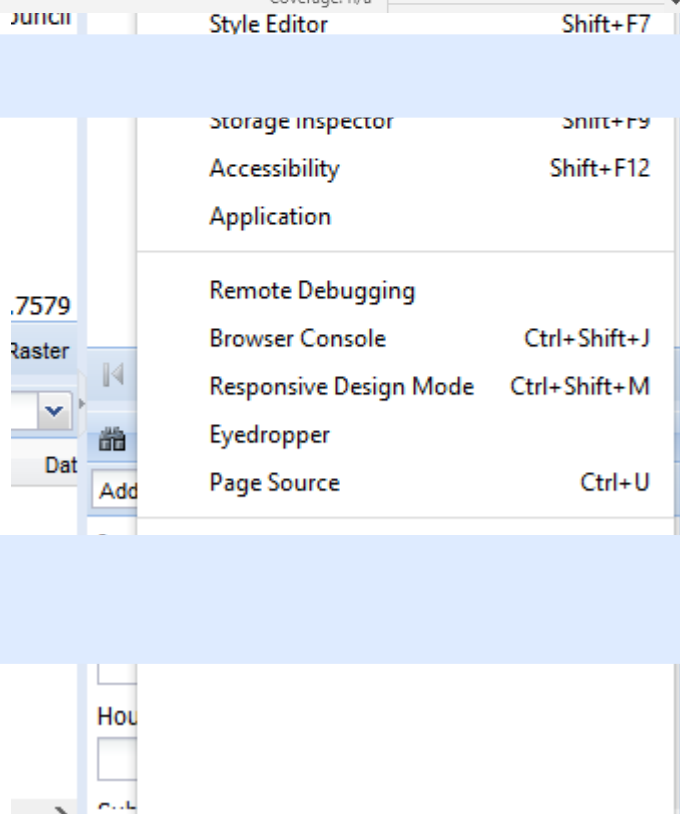 Coverage: n/a
Style Editor Shift+F7
Storage Inspector Shift+F9
Accessibility Shift+F12
Application
Remote Debugging
.7579
Browser Console Ctrl+Shift+J
Raster
Responsive Design Mode Ctrl+Shift+M
Eyedropper
Dat
Page Source Ctrl+U
Add
Hou